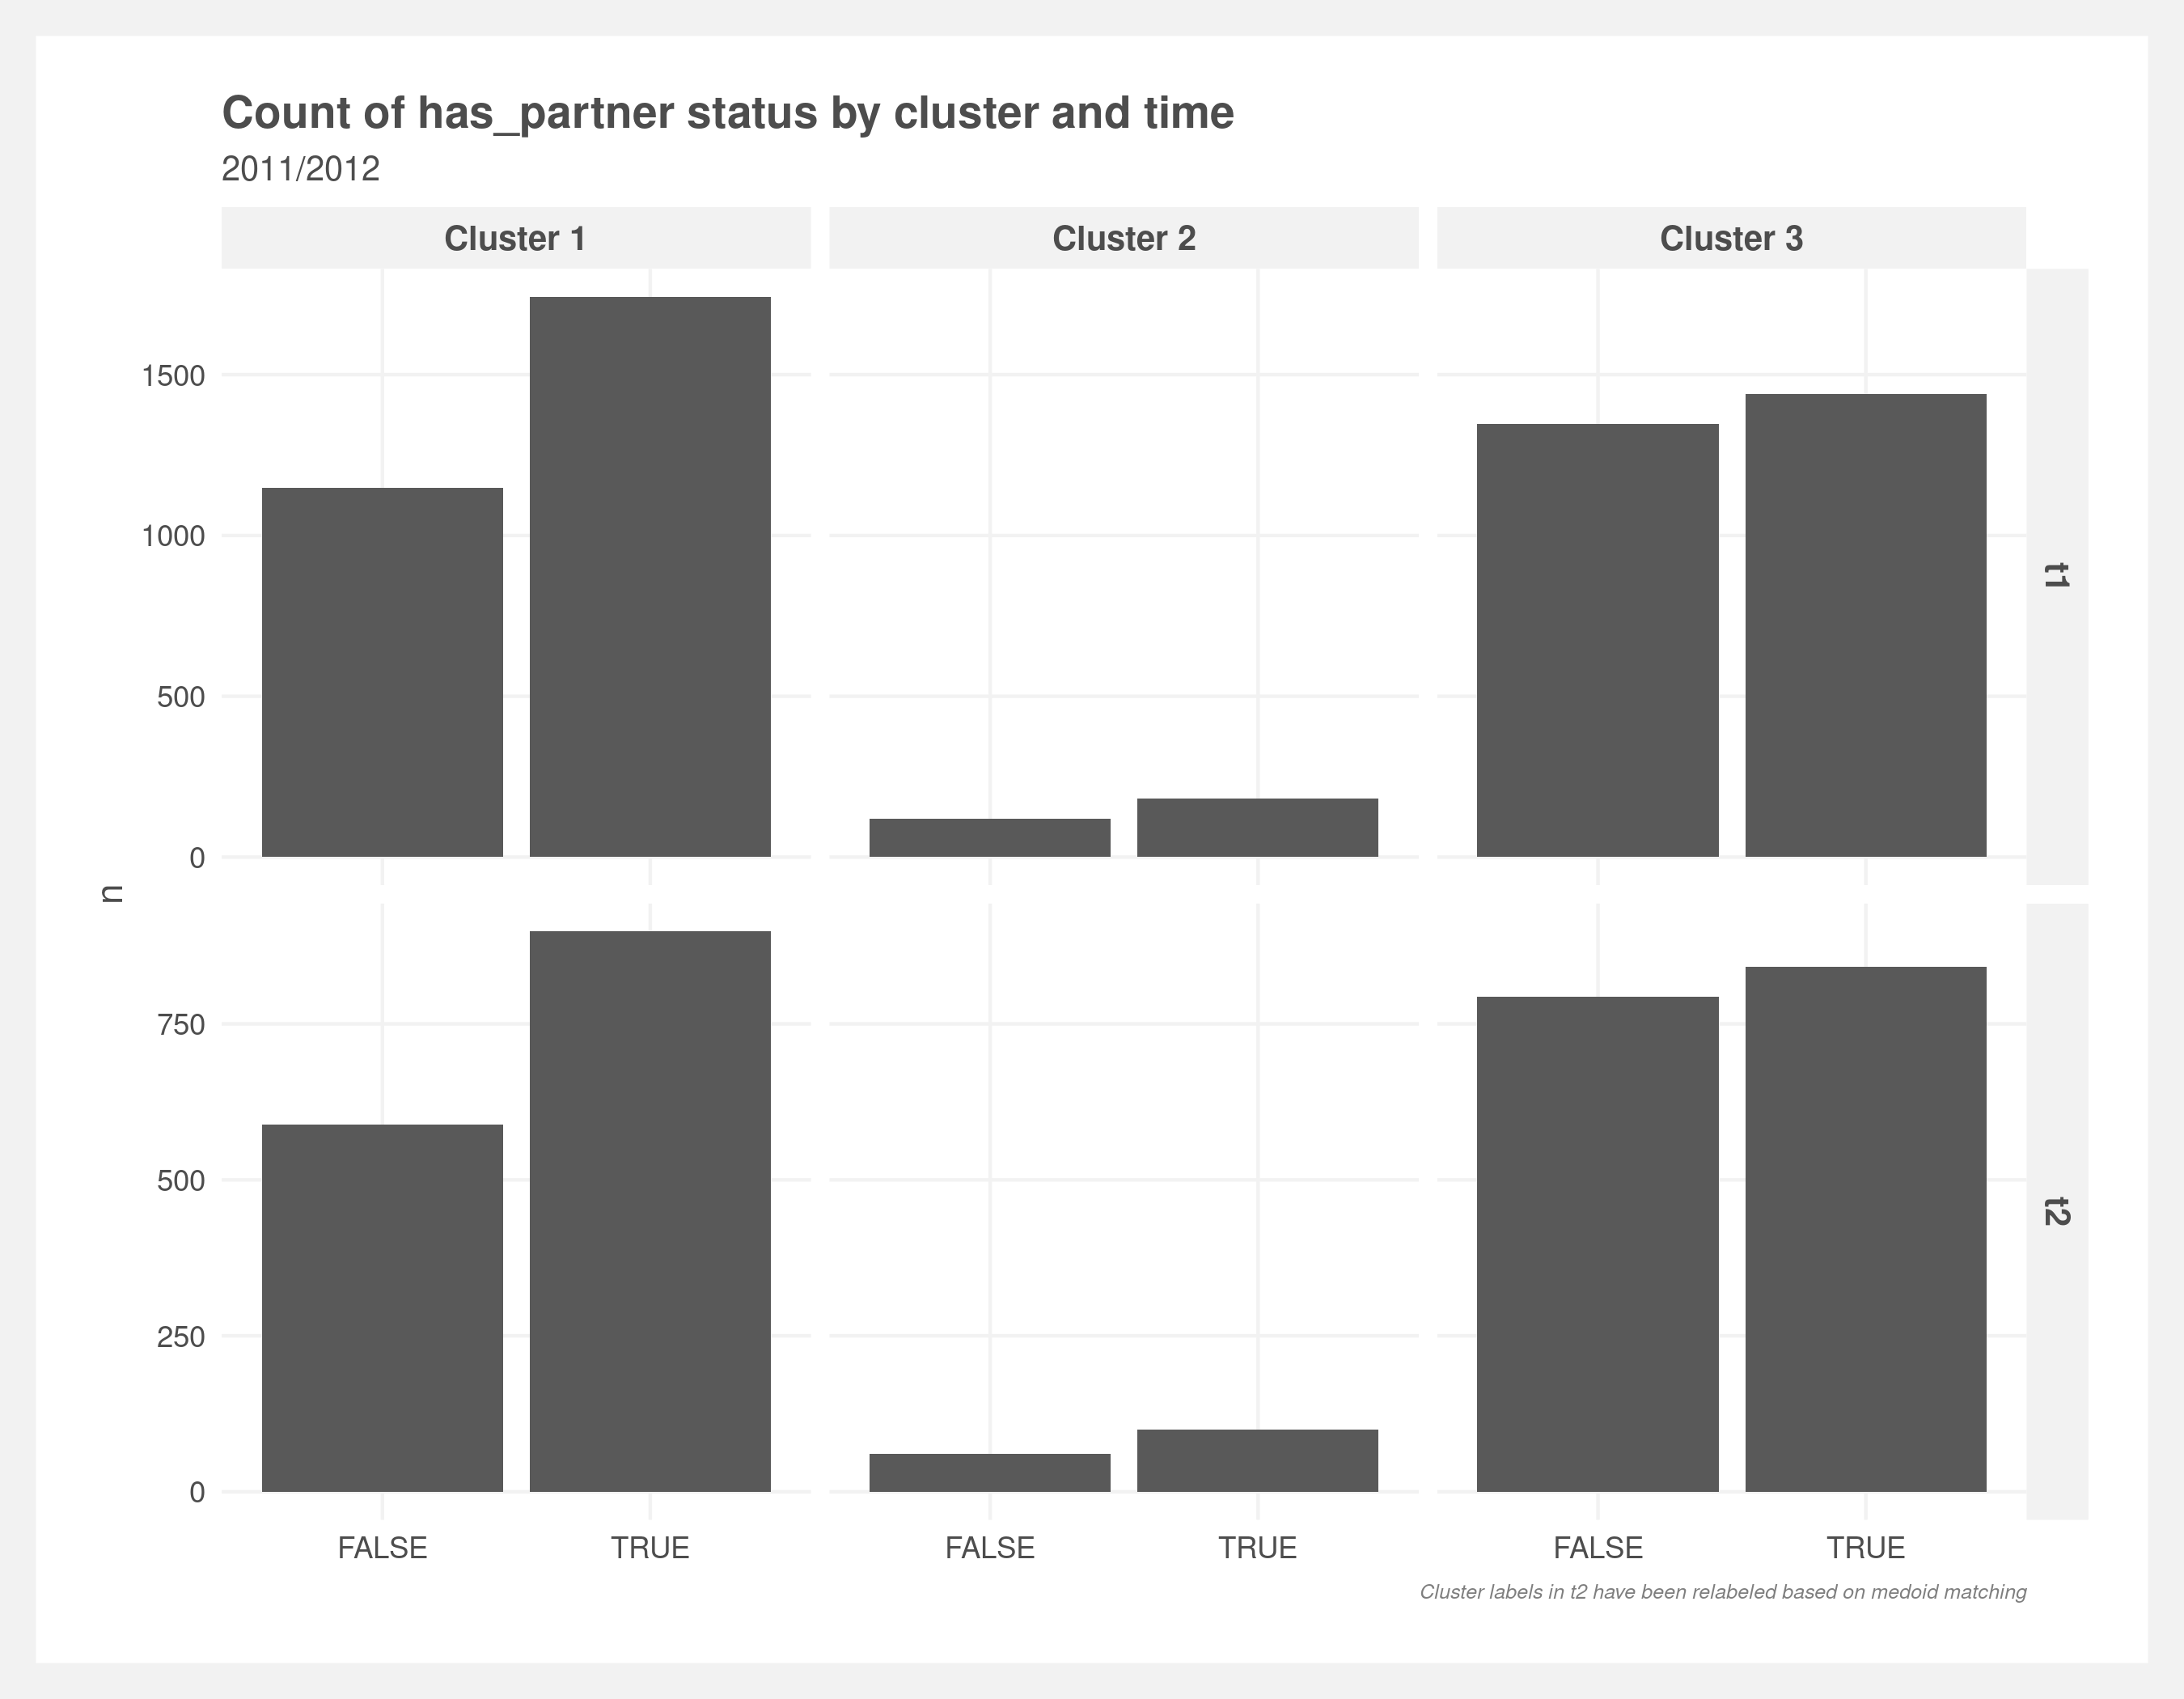 Count of has_partner status by cluster and time
2011/2012
Cluster 1
Cluster 2
Cluster 3
1500
1000
500
0
t1
n
750
500
250
0
t2
FALSE
TRUE
FALSE
TRUE
FALSE
TRUE
Cluster labels in t2 have been relabeled based on medoid matching